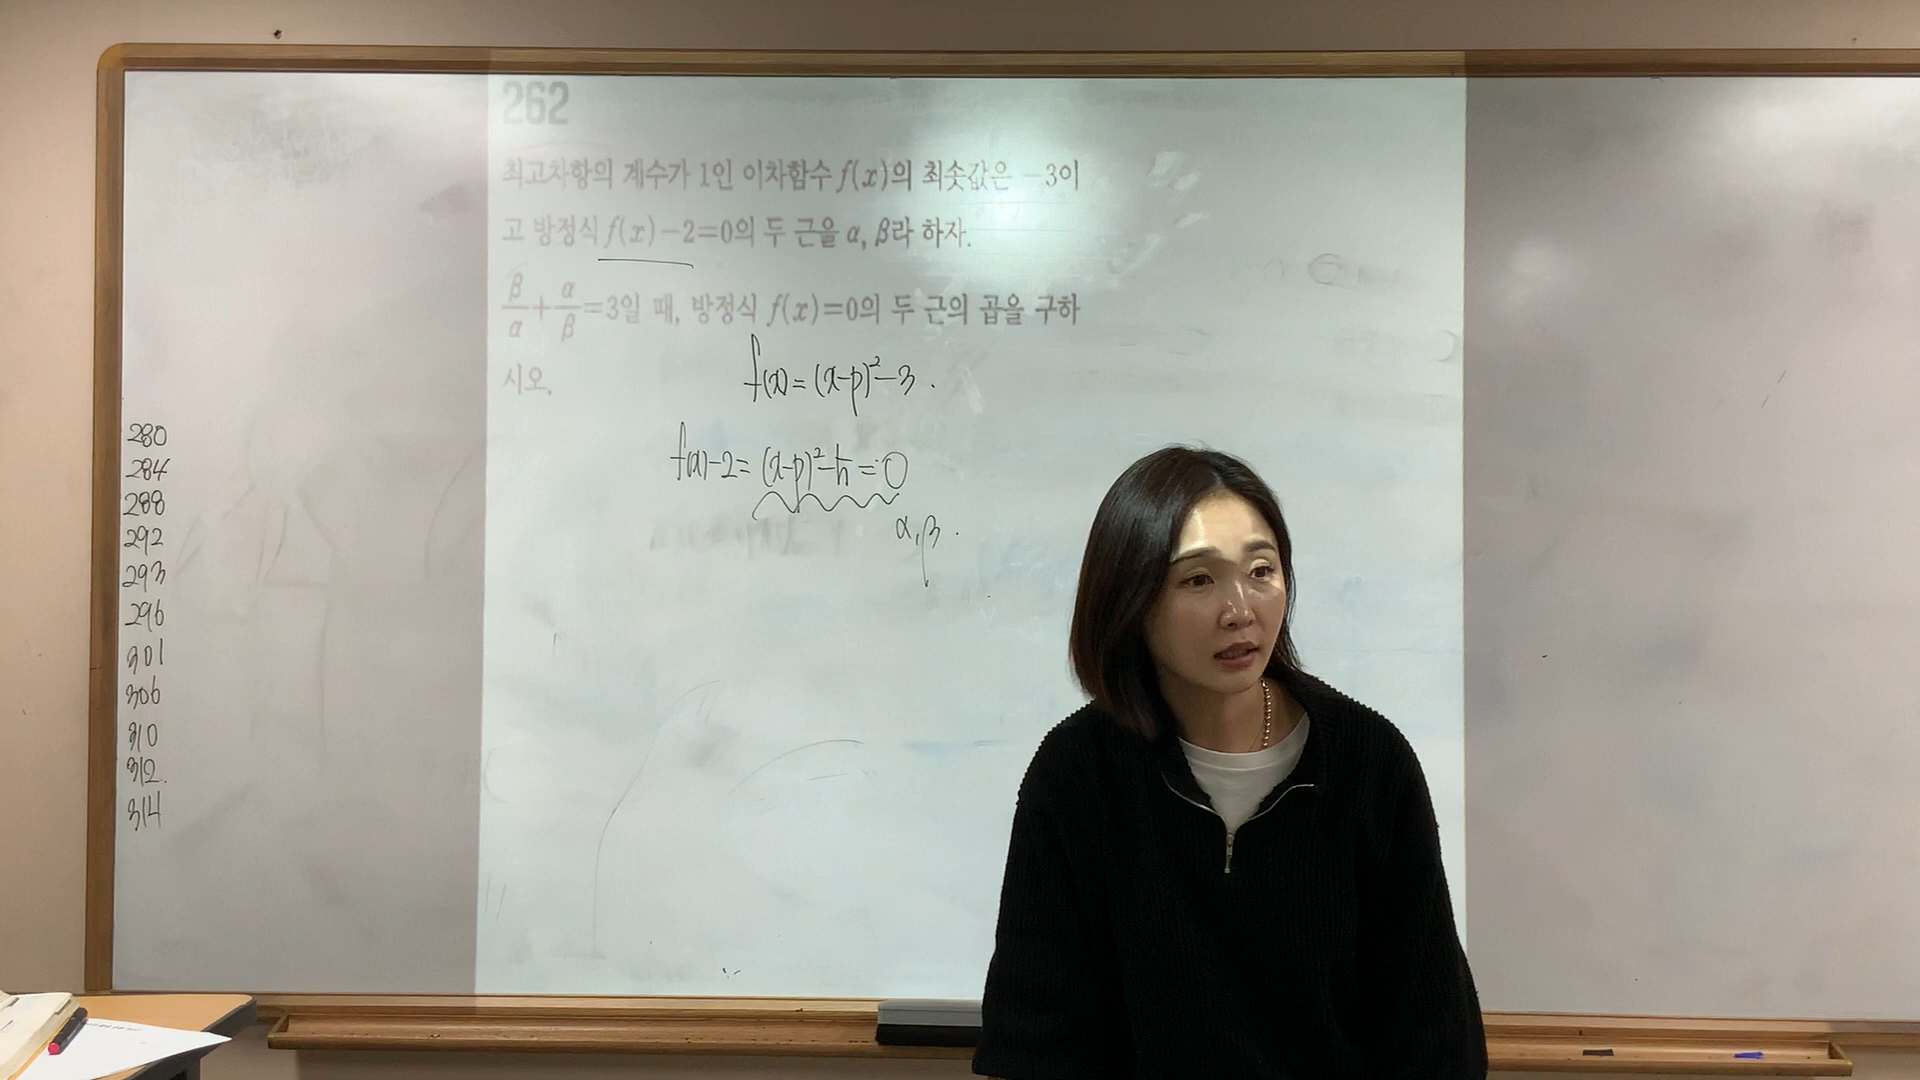 262
최고차항의 계수가 1인 이차함수 f(x)의 최솟값은 -3이
고 방정식 f(x)-2=0의 두 근을 α, β라 하자.
β/α+α/β=3일 때, 방정식 f(x)=0의 두 근의 곱을 구하
시오.
f(x)=(x-p)²-3.
f(x)-2=(x-p)²-5=0
α, β.
280
284
288
292
293
296
301
306
310
312.
314